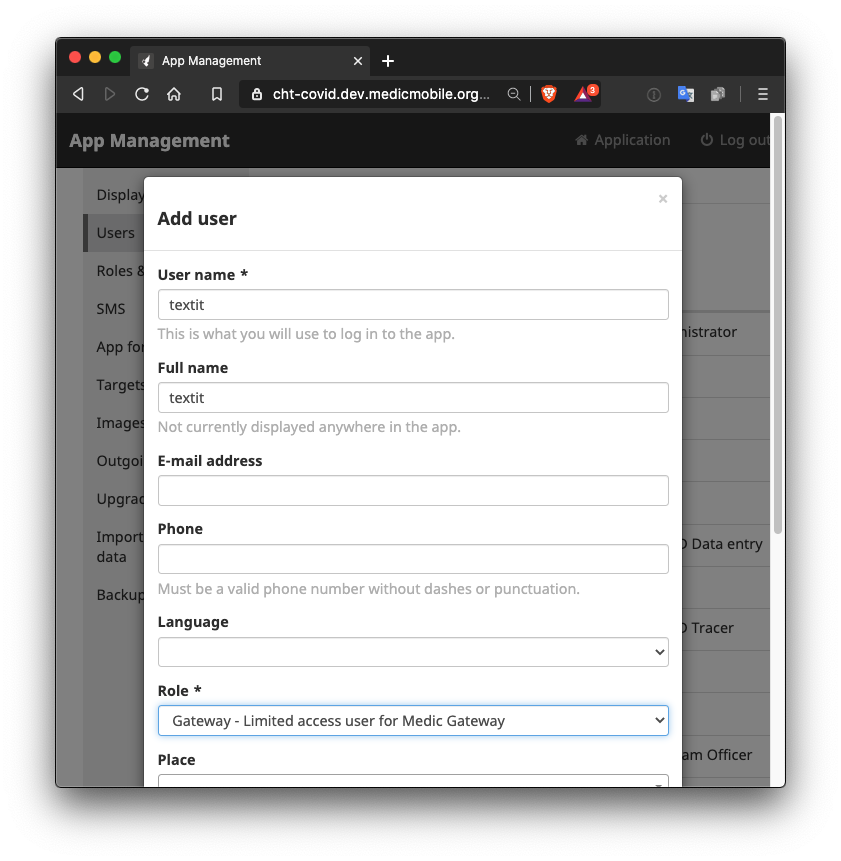 App Management
cht-covid.dev.medicmobile.org...
3
App Management
Application
Log out
Display
Users
Roles &
SMS
App for
Targets
Images
Outgoi
Upgrad
Import
data
Backup
Add user
×
User name *
textit
This is what you will use to log in to the app.
Full name
textit
Not currently displayed anywhere in the app.
E-mail address
Phone
Must be a valid phone number without dashes or punctuation.
Language
Role *
Gateway - Limited access user for Medic Gateway
Place
nistrator
Data entry
Tracer
am Officer